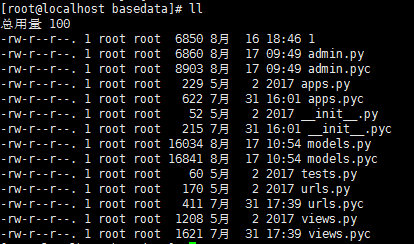 [root@localhost basedata]# ll
总用量 100
-rw-r--r--. 1 root root  6850 8月  16 18:46 1
-rw-r--r--. 1 root root  6860 8月  17 09:49 admin.py
-rw-r--r--. 1 root root  8903 8月  17 09:49 admin.pyc
-rw-r--r--. 1 root root   229 5月   2 2017 apps.py
-rw-r--r--. 1 root root   622 7月  31 16:01 apps.pyc
-rw-r--r--. 1 root root    52 5月   2 2017 __init__.py
-rw-r--r--. 1 root root   215 7月  31 16:01 __init__.pyc
-rw-r--r--. 1 root root 16034 8月  17 10:54 models.py
-rw-r--r--. 1 root root 16841 8月  17 10:54 models.pyc
-rw-r--r--. 1 root root    60 5月   2 2017 tests.py
-rw-r--r--. 1 root root   170 5月   2 2017 urls.py
-rw-r--r--. 1 root root   411 7月  31 17:39 urls.pyc
-rw-r--r--. 1 root root  1208 5月   2 2017 views.py
-rw-r--r--. 1 root root  1621 7月  31 17:39 views.pyc